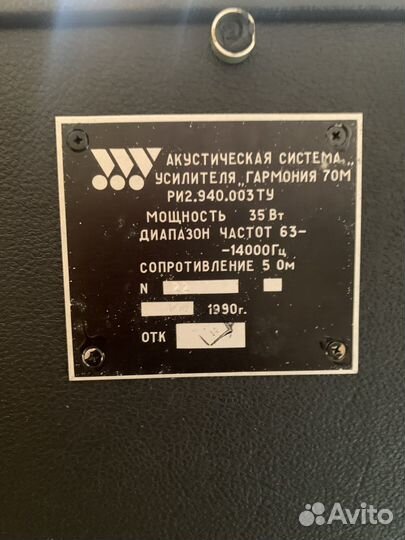 АКУСТИЧЕСКАЯ СИСТЕМА„
УСИЛИТЕЛЯ „ГАРМОНИЯ 70М
РИ2.940.003ТУ
МОЩНОСТЬ 35 Вт
ДИАПАЗОН ЧАСТОТ 63-
-14000Гц
СОПРОТИВЛЕНИЕ 5 Ом
N
1990г.
ОТК
Avito